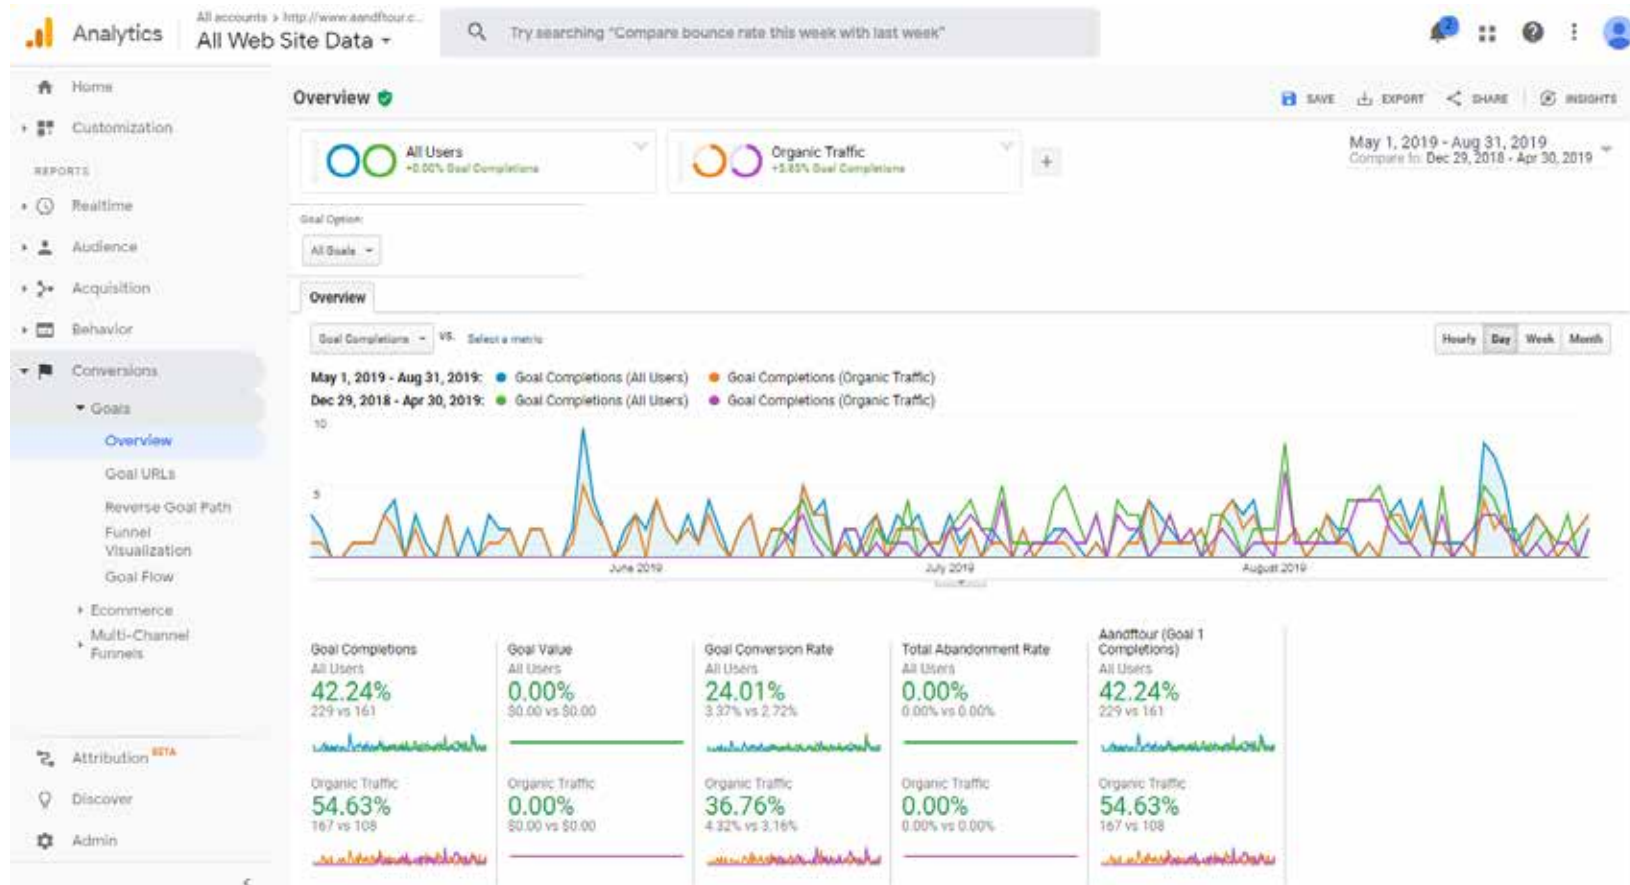 Analytics
All accounts > http://www.aandftour.c...
All Web Site Data
Try searching "Compare bounce rate this week with last week"
2
Home
Customization
REPORTS
Realtime
Audience
Acquisition
Behavior
Conversions
Goals
Overview
Goal URLs
Reverse Goal Path
Funnel
Visualization
Goal Flow
Ecommerce
Multi-Channel
Funnels
Attribution BETA
Discover
Admin
Overview
SAVE
EXPORT
SHARE
INSIGHTS
All Users
+0.00% Goal Completions
Organic Traffic
+5.85% Goal Completions
+
May 1, 2019 - Aug 31, 2019
Compare to: Dec 29, 2018 - Apr 30, 2019
Goal Option:
All Goals
Overview
Goal Completions VS. Select a metric
Hourly Day Week Month
May 1, 2019 - Aug 31, 2019: Goal Completions (All Users) Goal Completions (Organic Traffic)
Dec 29, 2018 - Apr 30, 2019: Goal Completions (All Users) Goal Completions (Organic Traffic)
10
5
June 2019
July 2019
August 2019
Goal Completions
All Users
42.24%
229 vs 161
Organic Traffic
54.63%
167 vs 108
Goal Value
All Users
0.00%
$0.00 vs $0.00
Organic Traffic
0.00%
$0.00 vs $0.00
Goal Conversion Rate
All Users
24.01%
3.37% vs 2.72%
Organic Traffic
36.76%
4.32% vs 3.16%
Total Abandonment Rate
All Users
0.00%
0.00% vs 0.00%
Organic Traffic
0.00%
0.00% vs 0.00%
Aandftour (Goal 1
Completions)
All Users
42.24%
229 vs 161
Organic Traffic
54.63%
167 vs 108